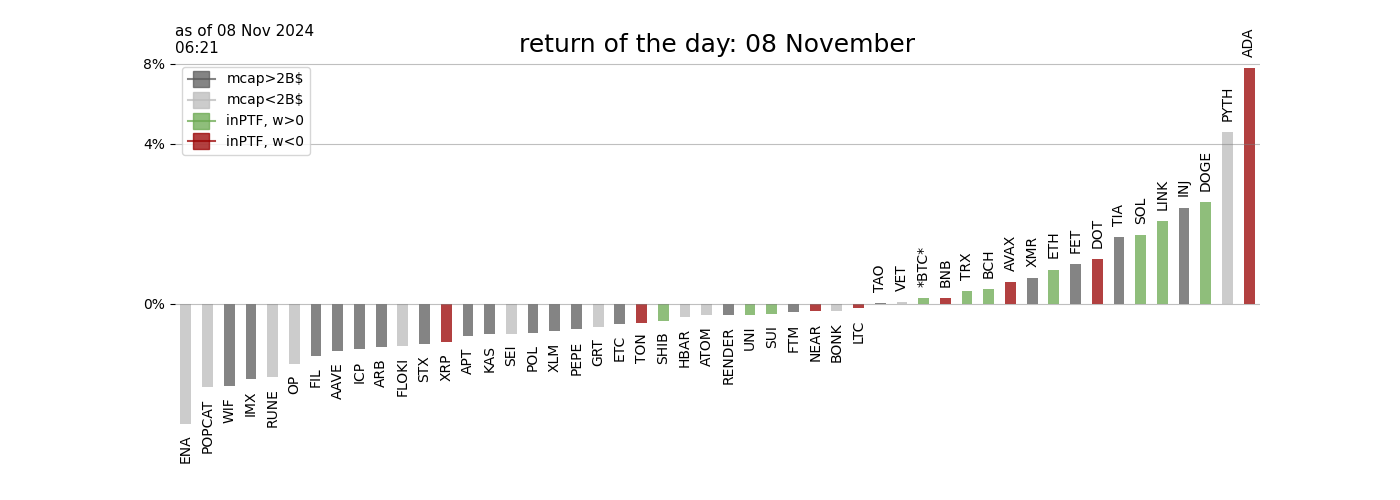 as of 08 Nov 2024
06:21
return of the day: 08 November
8%
4%
0%
mcap>2B$
mcap<2B$
inPTF, w>0
inPTF, w<0
ENA
POPCAT
WIF
IMX
RUNE
OP
FIL
AAVE
ICP
ARB
FLOKI
STX
XRP
APT
KAS
SEI
POL
XLM
PEPE
GRT
ETC
TON
SHIB
HBAR
ATOM
RENDER
UNI
SUI
FTM
NEAR
BONK
LTC
TAO
VET
*BTC*
BNB
TRX
BCH
AVAX
XMR
ETH
FET
DOT
TIA
SOL
LINK
INJ
DOGE
PYTH
ADA